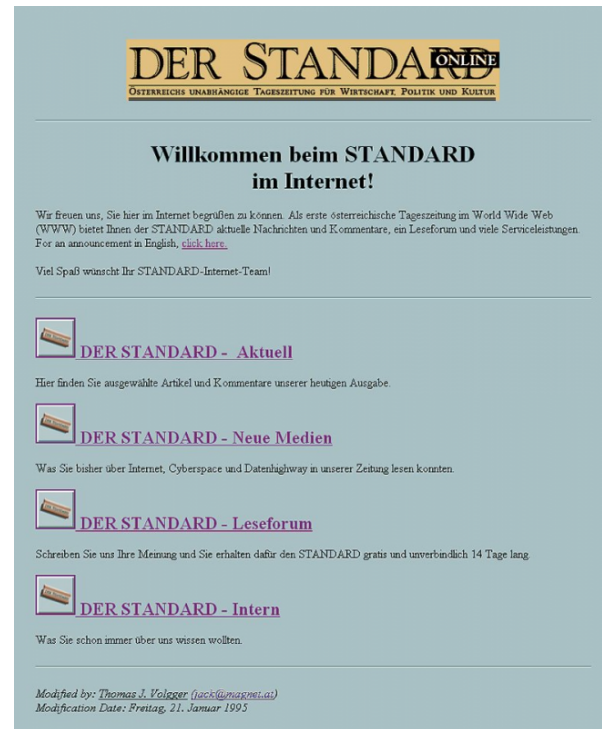 DER STANDARD
ONLINE
ÖSTERREICHS UNABHÄNGIGE TAGESZEITUNG FÜR WIRTSCHAFT, POLITIK UND KULTUR
Willkommen beim STANDARD
im Internet!
Wir freuen uns, Sie hier im Internet begrüßen zu können. Als erste österreichische Tageszeitung im World Wide Web
(WWW) bietet Ihnen der STANDARD aktuelle Nachrichten und Kommentare, ein Leseforum und viele Serviceleistungen.
For an announcement in English, click here.
Viel Spaß wünscht Ihr STANDARD-Internet-Team!
DER STANDARD - Aktuell
Hier finden Sie ausgewählte Artikel und Kommentare unserer heutigen Ausgabe.
DER STANDARD - Neue Medien
Was Sie bisher über Internet, Cyberspace und Datenhighway in unserer Zeitung lesen konnten.
DER STANDARD - Leseforum
Schreiben Sie uns Ihre Meinung und Sie erhalten dafür den STANDARD gratis und unverbindlich 14 Tage lang.
DER STANDARD - Intern
Was Sie schon immer über uns wissen wollten.
Modified by: Thomas J. Volgger (jack@magnet.at)
Modification Date: Freitag, 21. Januar 1995